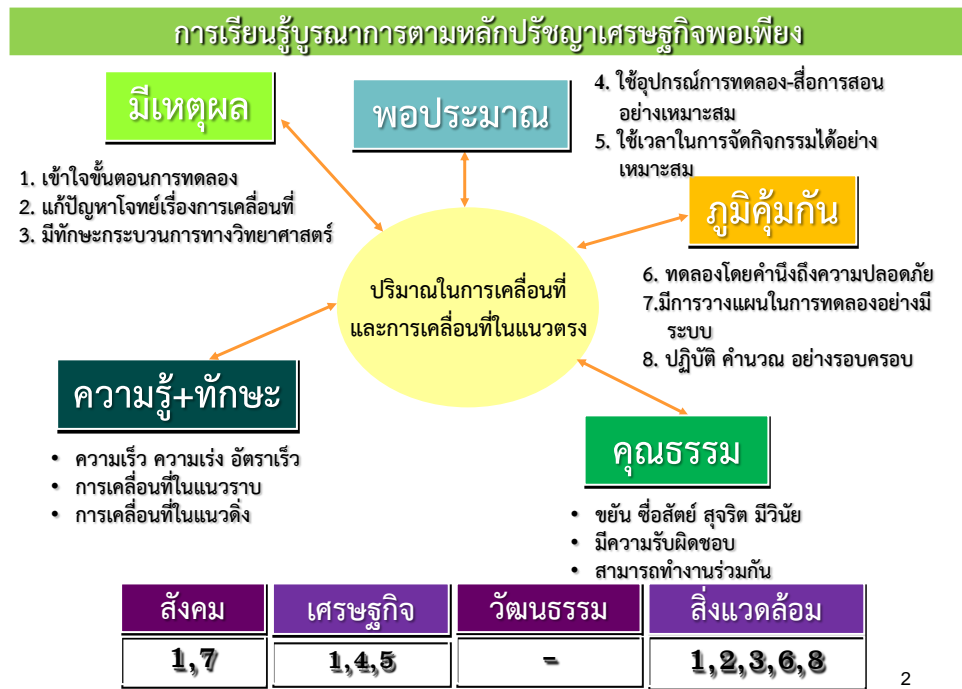 การเรียนรู้บูรณาการตามหลักปรัชญาเศรษฐกิจพอเพียง
มีเหตุผล
1. เข้าใจขั้นตอนการทดลอง
2. แก้ปัญหาโจทย์เรื่องการเคลื่อนที่
3. มีทักษะกระบวนการทางวิทยาศาสตร์
พอประมาณ
4. ใช้อุปกรณ์การทดลอง-สื่อการสอน
อย่างเหมาะสม
5. ใช้เวลาในการจัดกิจกรรมได้อย่าง
เหมาะสม
ภูมิคุ้มกัน
6. ทดลองโดยคำนึงถึงความปลอดภัย
7.มีการวางแผนในการทดลองอย่างมี
ระบบ
8. ปฏิบัติ คำนวณ อย่างรอบครอบ
ปริมาณในการเคลื่อนที่
และการเคลื่อนที่ในแนวตรง
ความรู้+ทักษะ
• ความเร็ว ความเร่ง อัตราเร็ว
• การเคลื่อนที่ในแนวราบ
• การเคลื่อนที่ในแนวดิ่ง
คุณธรรม
• ขยัน ซื่อสัตย์ สุจริต มีวินัย
• มีความรับผิดชอบ
• สามารถทำงานร่วมกัน
สังคม เศรษฐกิจ วัฒนธรรม สิ่งแวดล้อม
1,7 1,4,5 - 1,2,3,6,8
2